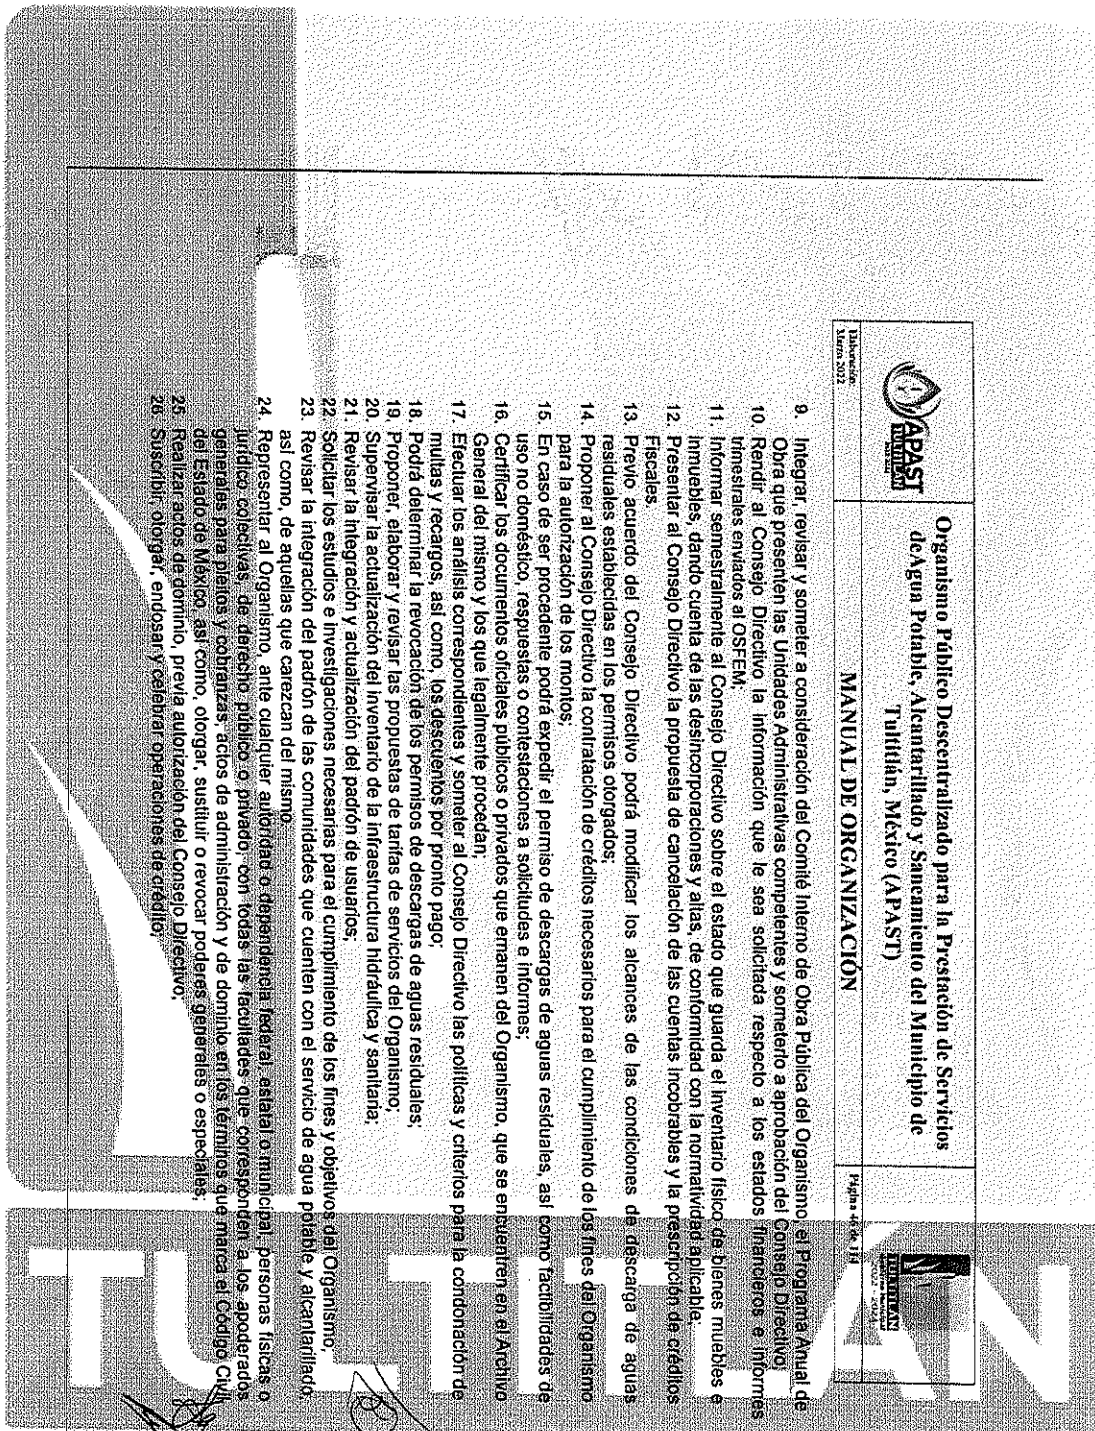 APAST
TULTITLÁN
Organismo Público Descentralizado para la Prestación de Servicios
de Agua Potable, Alcantarillado y Saneamiento del Municipio de
Tultitlán, México (APAST)
TULTITLÁN
2022 - 2024
Elaboración:
Marzo 2022
MANUAL DE ORGANIZACIÓN
Página 46 de
9. Integrar, revisar y someter a consideración del Comité Interno de Obra Pública del Organismo, el Programa Anual de
Obra que presenten las Unidades Administrativas competentes y someterlo a aprobación del Consejo Directivo;
10. Rendir al Consejo Directivo la información que le sea solicitada respecto a los estados financieros e informes
trimestrales enviados al OSFEM;
11. Informar semestralmente al Consejo Directivo sobre el estado que guarda el inventario físico de bienes muebles e
inmuebles, dando cuenta de las desincorporaciones y altas, de conformidad con la normatividad aplicable.
12. Presentar al Consejo Directivo la propuesta de cancelación de las cuentas incobrables y la prescripción de créditos
Fiscales.
13. Previo acuerdo del Consejo Directivo podrá modificar los alcances de las condiciones de descarga de aguas
residuales establecidas en los permisos otorgados;
14. Proponer al Consejo Directivo la contratación de créditos necesarios para el cumplimiento de los fines del Organismo
para la autorización de los montos;
15. En caso de ser procedente podrá expedir el permiso de descargas de aguas residuales, así como factibilidades de
uso no doméstico, respuestas o contestaciones a solicitudes e informes;
16. Certificar los documentos oficiales públicos o privados que emanen del Organismo, que se encuentren en el Archivo
General del mismo y los que legalmente procedan;
17. Efectuar los análisis correspondientes y someter al Consejo Directivo las políticas y criterios para la condonación de
multas y recargos, así como, los descuentos por pronto pago;
18. Podrá determinar la revocación de los permisos de descargas de aguas residuales;
19. Proponer, elaborar y revisar las propuestas de tarifas de servicios del Organismo;
20. Supervisar la actualización del inventario de la infraestructura hidráulica y sanitaria;
21. Revisar la integración y actualización del padrón de usuarios;
22. Solicitar los estudios e investigaciones necesarias para el cumplimiento de los fines y objetivos del Organismo,
23. Revisar la integración del padrón de las comunidades que cuenten con el servicio de agua potable y alcantarillado,
así como, de aquellas que carezcan del mismo;
24. Representar al Organismo, ante cualquier autoridad o dependencia federal, estatal o municipal, personas físicas o
jurídico colectivas, de derecho público o privado, con todas las facultades que corresponden a los apoderados
generales para pleitos y cobranzas, actos de administración y de dominio en los términos que marca el Código Civil
del Estado de México, así como, otorgar, sustituir o revocar poderes generales o especiales;
25. Realizar actos de dominio, previa autorización del Consejo Directivo;
26. Suscribir, otorgar, endosar y celebrar operaciones de crédito;
TULTITLÁN